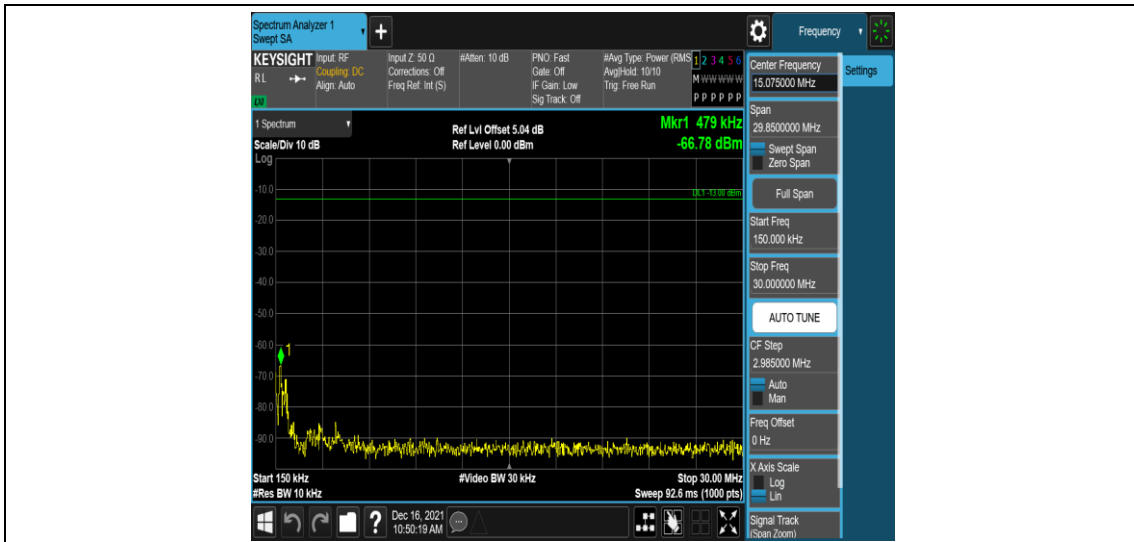 Spectrum Analyzer 1
Swept SA
+
Frequency
KEYSIGHT
RL
LXI
Input: RF
Coupling: DC
Align: Auto
Input Z: 50 Ω
Corrections: Off
Freq Ref: Int (S)
#Atten: 10 dB
PNO: Fast
Gate: Off
IF Gain: Low
Sig Track: Off
#Avg Type: Power (RMS
Avg|Hold: 10/10
Trig: Free Run
1 2 3 4 5 6
M W W W W W
P P P P P P
1 Spectrum
Scale/Div 10 dB
Log
Ref Lvl Offset 5.04 dB
Ref Level 0.00 dBm
Mkr1 479 kHz
-66.78 dBm
DL1 -13.00 dBm
-10.0
-20.0
-30.0
-40.0
-50.0
-60.0
-70.0
-80.0
-90.0
1
Start 150 kHz
#Res BW 10 kHz
#Video BW 30 kHz
Stop 30.00 MHz
Sweep 92.6 ms (1000 pts)
Center Frequency
15.075000 MHz
Settings
Span
29.8500000 MHz
Swept Span
Zero Span
Full Span
Start Freq
150.000 kHz
Stop Freq
30.000000 MHz
AUTO TUNE
CF Step
2.985000 MHz
Auto
Man
Freq Offset
0 Hz
X Axis Scale
Log
Lin
Signal Track
(Span Zoom)
?
Dec 16, 2021
10:50:19 AM